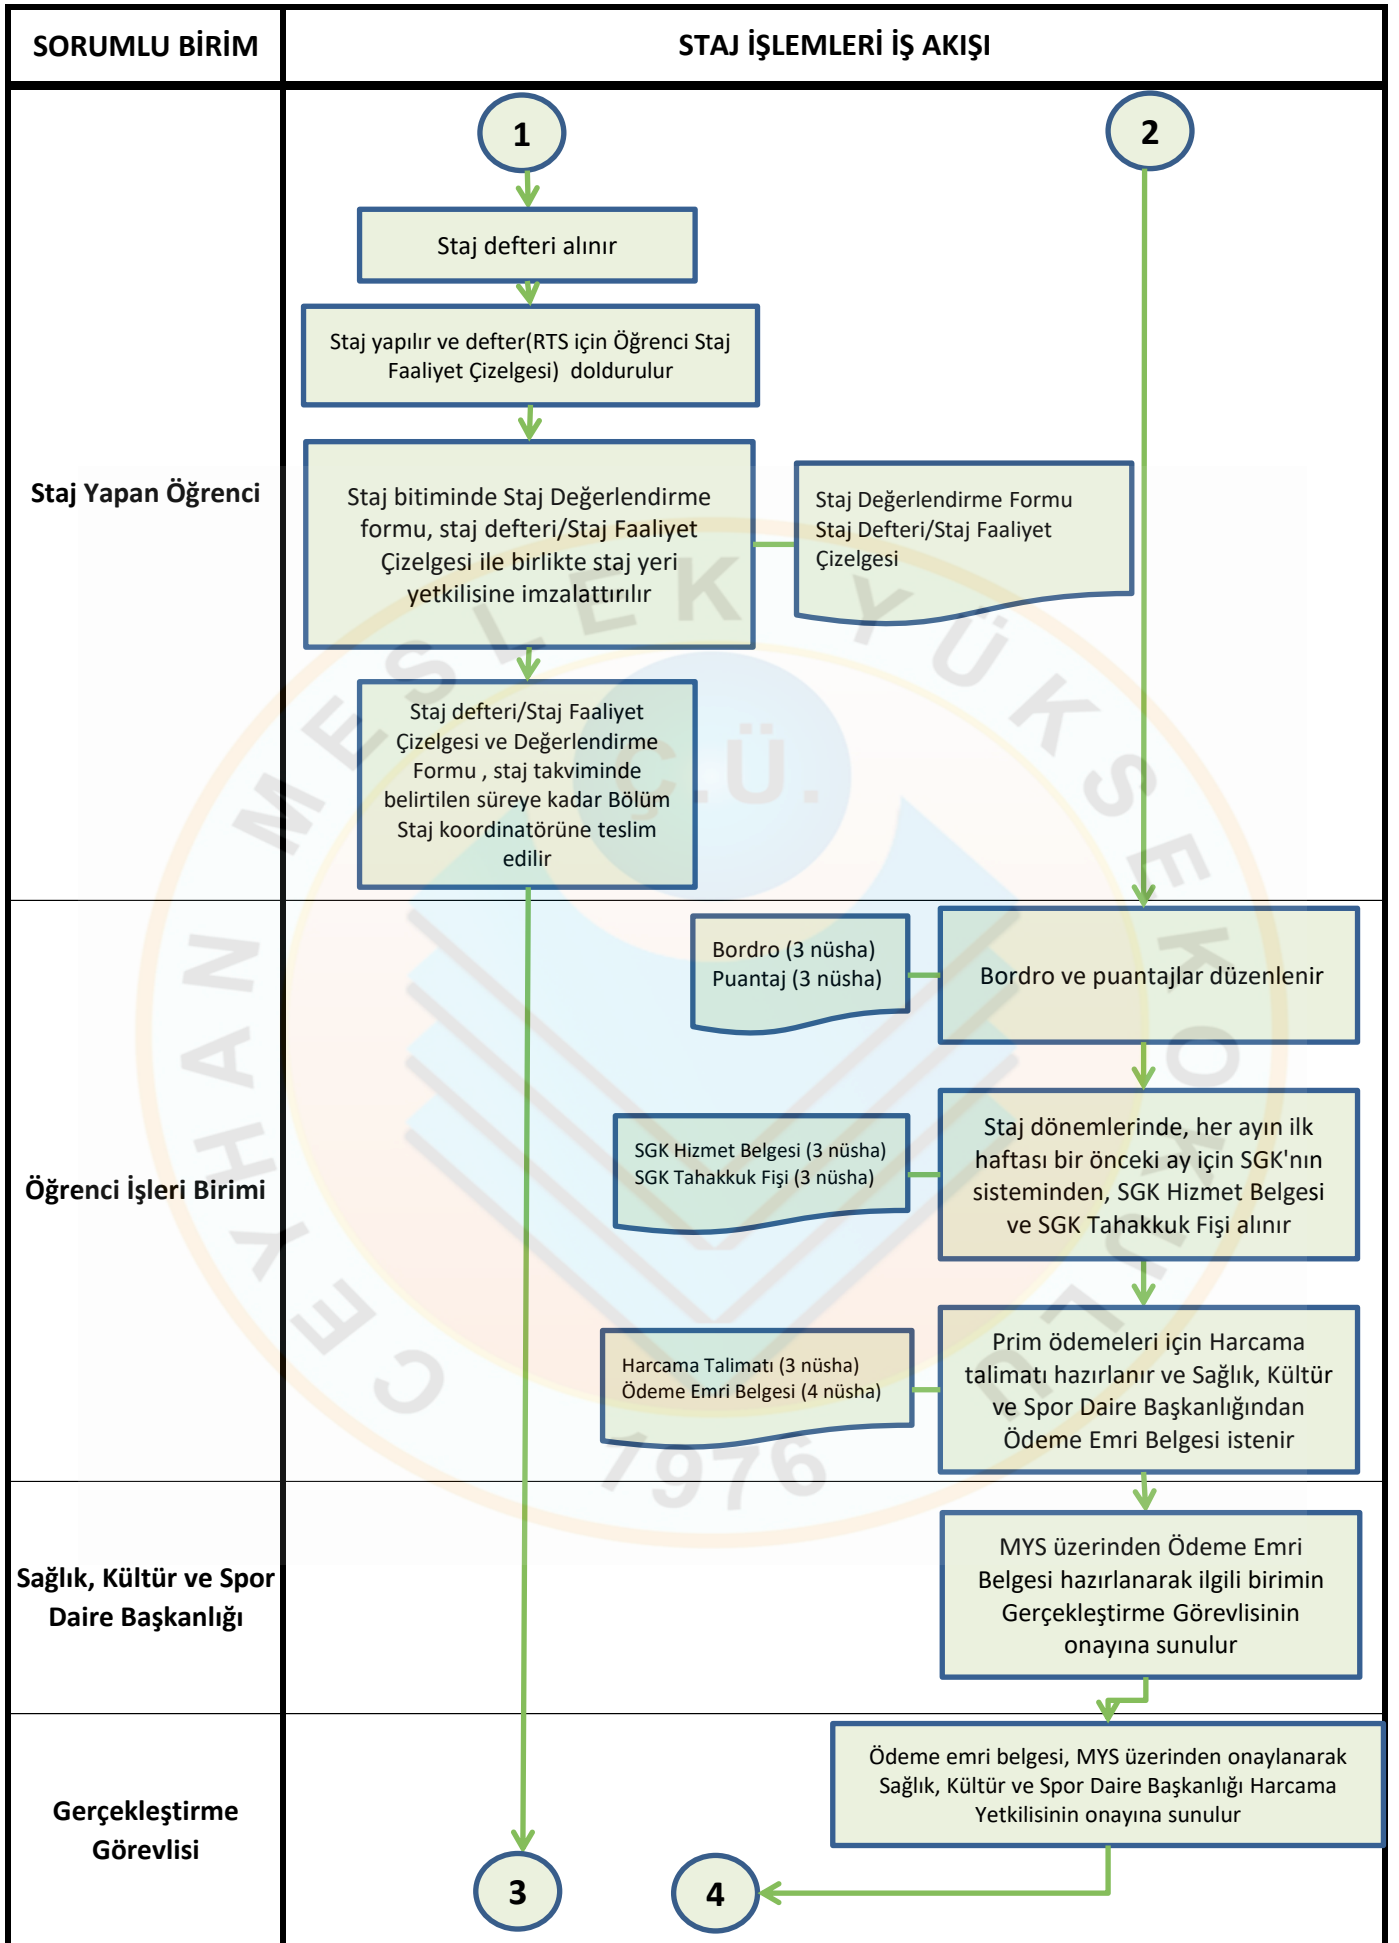 SORUMLU BİRİM
STAJ İŞLEMLERİ İŞ AKIŞI
1
2
Staj defteri alınır
Staj yapılır ve defter(RTS için Öğrenci Staj
Faaliyet Çizelgesi) doldurulur
Staj Yapan Öğrenci
Staj bitiminde Staj Değerlendirme
formu, staj defteri/Staj Faaliyet
Çizelgesi ile birlikte staj yeri
yetkilisine imzalattırılır
Staj Değerlendirme Formu
Staj Defteri/Staj Faaliyet
Çizelgesi
Staj defteri/Staj Faaliyet
Çizelgesi ve Değerlendirme
Formu , staj takviminde
belirtilen süreye kadar Bölüm
Staj koordinatörüne teslim
edilir
Öğrenci İşleri Birimi
Bordro (3 nüsha)
Puantaj (3 nüsha)
Bordro ve puantajlar düzenlenir
SGK Hizmet Belgesi (3 nüsha)
SGK Tahakkuk Fişi (3 nüsha)
Staj dönemlerinde, her ayın ilk
haftası bir önceki ay için SGK'nın
sisteminden, SGK Hizmet Belgesi
ve SGK Tahakkuk Fişi alınır
Harcama Talimatı (3 nüsha)
Ödeme Emri Belgesi (4 nüsha)
Prim ödemeleri için Harcama
talimatı hazırlanır ve Sağlık, Kültür
ve Spor Daire Başkanlığından
Ödeme Emri Belgesi istenir
Sağlık, Kültür ve Spor
Daire Başkanlığı
MYS üzerinden Ödeme Emri
Belgesi hazırlanarak ilgili birimin
Gerçekleştirme Görevlisinin
onayına sunulur
Gerçekleştirme
Görevlisi
Ödeme emri belgesi, MYS üzerinden onaylanarak
Sağlık, Kültür ve Spor Daire Başkanlığı Harcama
Yetkilisinin onayına sunulur
3
4
CEYHAN MESLEK YÜKSEKOKULU
Ç.Ü.
1976